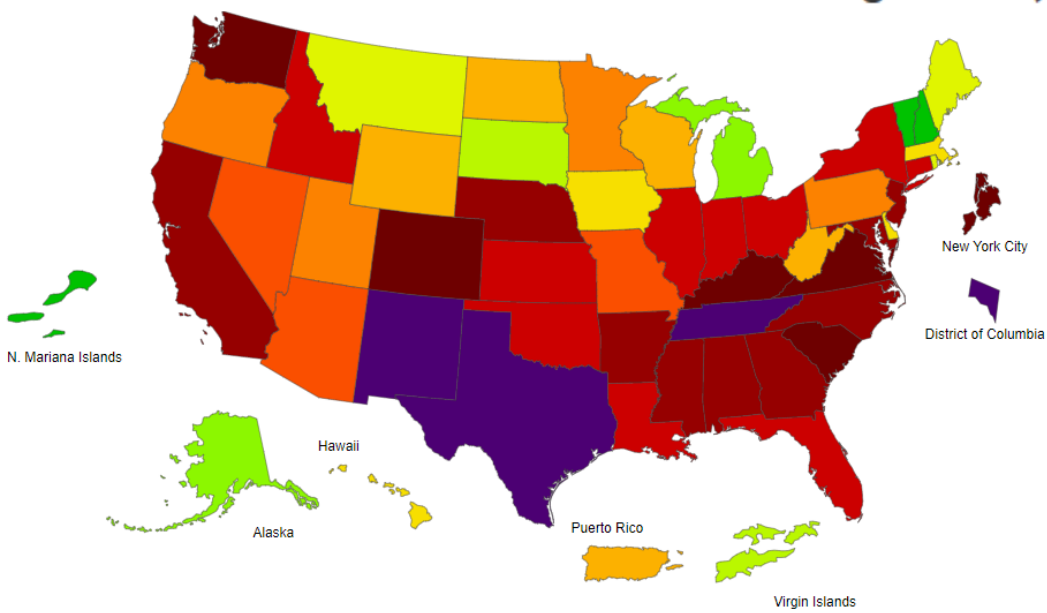 New York City
District of Columbia
N. Mariana Islands
Hawaii
Alaska
Puerto Rico
Virgin Islands